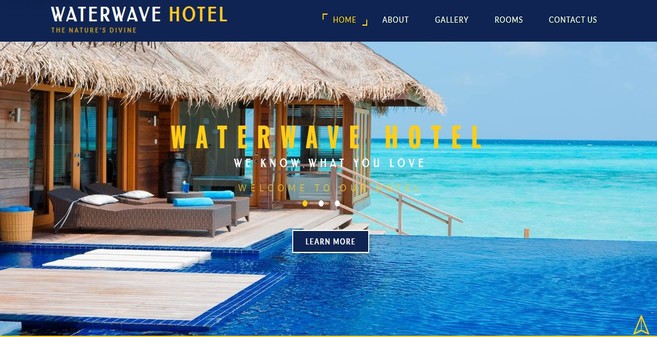 WATERWAVE HOTEL
THE NATURE'S DIVINE
HOME ABOUT GALLERY ROOMS CONTACT US
WATERWAVE HOTEL
WE KNOW WHAT YOU LOVE
WELCOME TO OUR
LEARN MORE